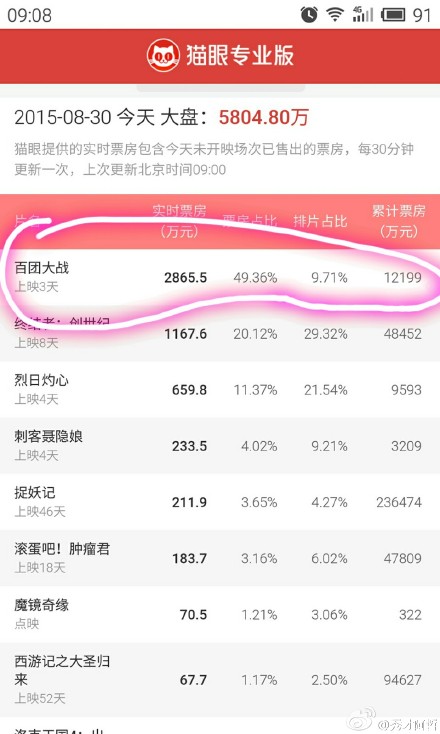 09:08
4G
91
猫眼专业版
2015-08-30 今天 大盘：5804.80万
猫眼提供的实时票房包含今天未开映场次已售出的票房，每30分钟
更新一次，上次更新北京时间09:00
片名 实时票房（万元） 票房占比 排片占比 累计票房（万元）
百团大战 2865.5 49.36% 9.71% 12199
上映3天
终结者：创世纪 1167.6 20.12% 29.32% 48452
上映8天
烈日灼心 659.8 11.37% 21.54% 9593
上映4天
刺客聂隐娘 233.5 4.02% 9.21% 3209
上映4天
捉妖记 211.9 3.65% 4.27% 236474
上映46天
滚蛋吧！肿瘤君 183.7 3.16% 6.02% 47809
上映18天
魔镜奇缘 70.5 1.21% 3.06% 322
点映
西游记之大圣归
来 67.7 1.17% 2.50% 94627
上映52天